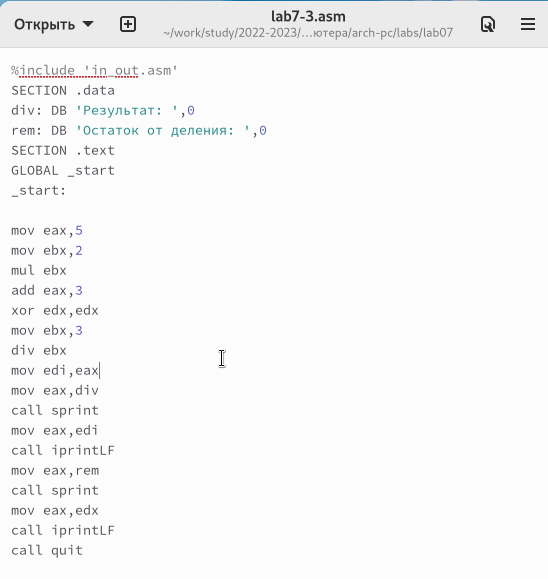 Открыть
lab7-3.asm
~/work/study/2022-2023/…ютера/arch-pc/labs/lab07
%include 'in_out.asm'
SECTION .data
div: DB 'Результат: ',0
rem: DB 'Остаток от деления: ',0
SECTION .text
GLOBAL _start
_start:
mov eax,5
mov ebx,2
mul ebx
add eax,3
xor edx,edx
mov ebx,3
div ebx
mov edi,eax
mov eax,div
call sprint
mov eax,edi
call iprintLF
mov eax,rem
call sprint
mov eax,edx
call iprintLF
call quit